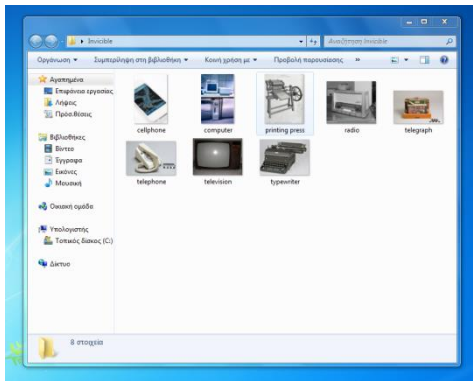 Invicible
Αναζήτηση Invicible
Οργάνωση
Συμπερίληψη στη βιβλιοθήκη
Κοινή χρήση με
Προβολή παρουσίασης
»
Αγαπημένα
Επιφάνεια εργασίας
Λήψεις
Πρόσ.θέσεις
Βιβλιοθήκες
Βίντεο
Έγγραφα
Εικόνες
Μουσική
Οικιακή ομάδα
Υπολογιστής
Τοπικός δίσκος (C:)
Δίκτυο
cellphone
computer
printing press
radio
telegraph
telephone
television
typewriter
8 στοιχεία